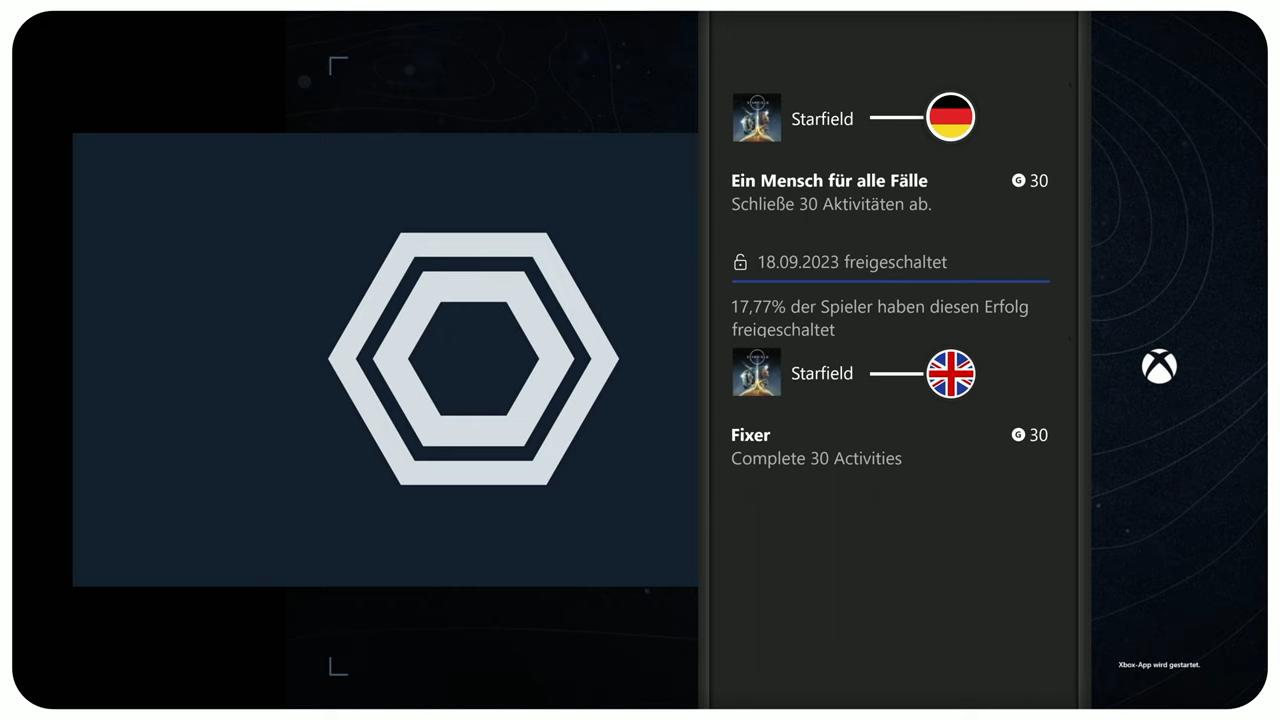 Starfield
Ein Mensch für alle Fälle
G 30
Schließe 30 Aktivitäten ab.
18.09.2023 freigeschaltet
17,77% der Spieler haben diesen Erfolg
freigeschaltet
Starfield
Fixer
G 30
Complete 30 Activities
Xbox-App wird gestartet.